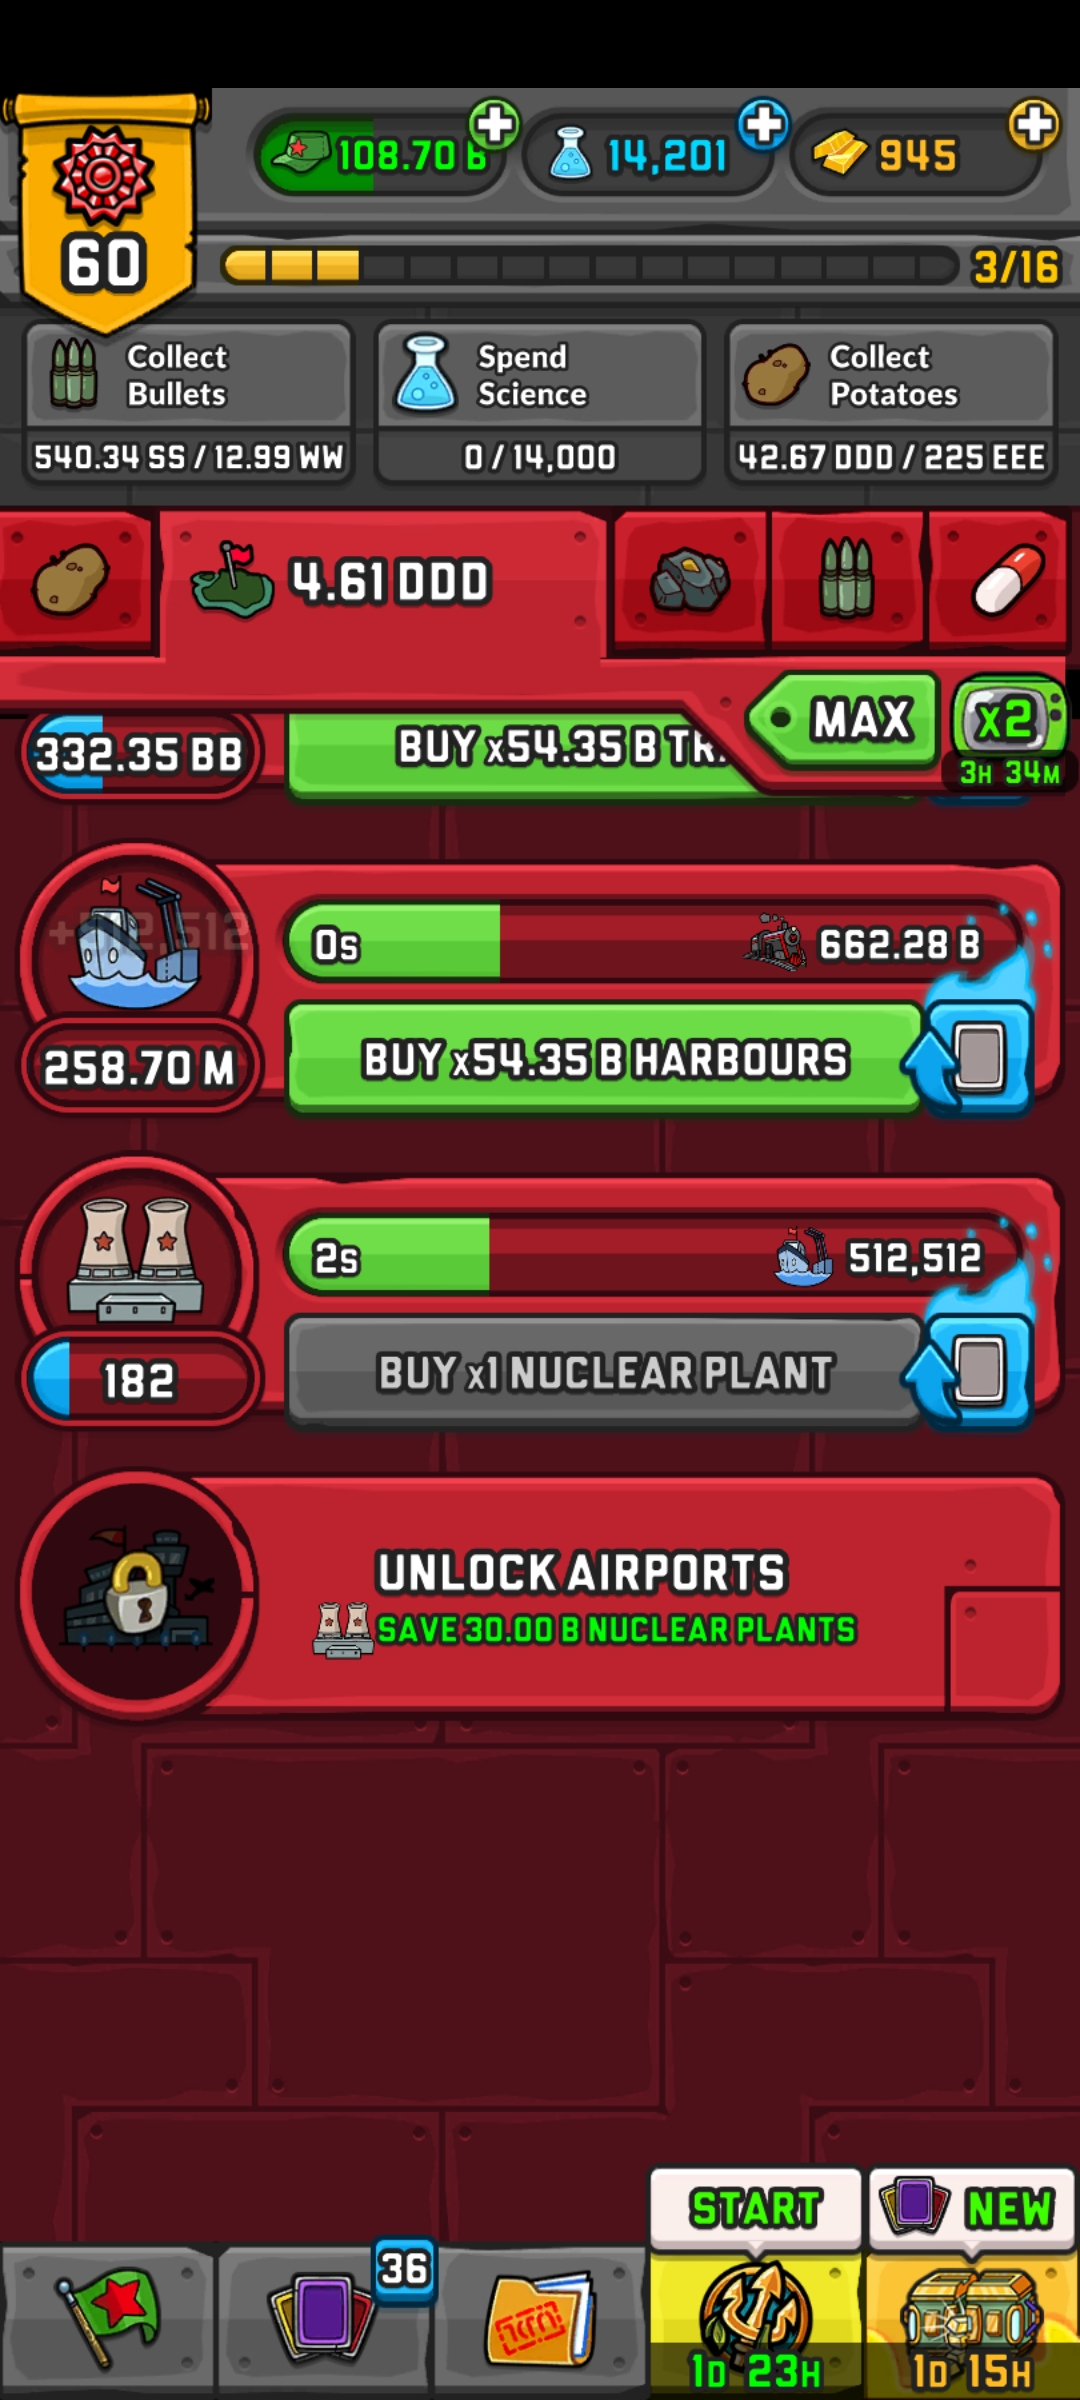 108.70 B
14,201
945
60
3/16
Collect
Bullets
540.34 SS / 12.99 WW
Spend
Science
0 / 14,000
Collect
Potatoes
42.67 DDD / 225 EEE
4.61 DDD
MAX
x2
3H 34M
332.35 BB
BUY x54.35 B
+512,512
0s
662.28 B
258.70 M
BUY x54.35 B HARBOURS
2s
512,512
182
BUY x1 NUCLEAR PLANT
UNLOCK AIRPORTS
SAVE 30.00 B NUCLEAR PLANTS
START
NEW
36
1D 23H
1D 15H